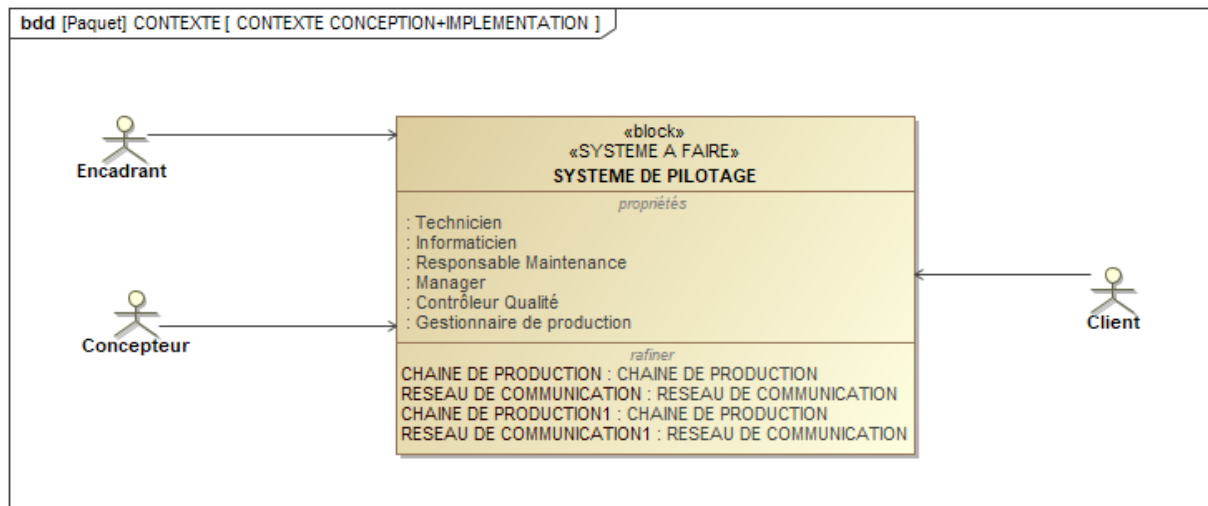 bdd [Paquet] CONTEXTE [ CONTEXTE CONCEPTION+IMPLEMENTATION ]
Encadrant
Concepteur
«block»
«SYSTEME A FAIRE»
SYSTEME DE PILOTAGE
propriétés
: Technicien
: Informaticien
: Responsable Maintenance
: Manager
: Contrôleur Qualité
: Gestionnaire de production
rafiner
CHAINE DE PRODUCTION : CHAINE DE PRODUCTION
RESEAU DE COMMUNICATION : RESEAU DE COMMUNICATION
CHAINE DE PRODUCTION1 : CHAINE DE PRODUCTION
RESEAU DE COMMUNICATION1 : RESEAU DE COMMUNICATION
Client